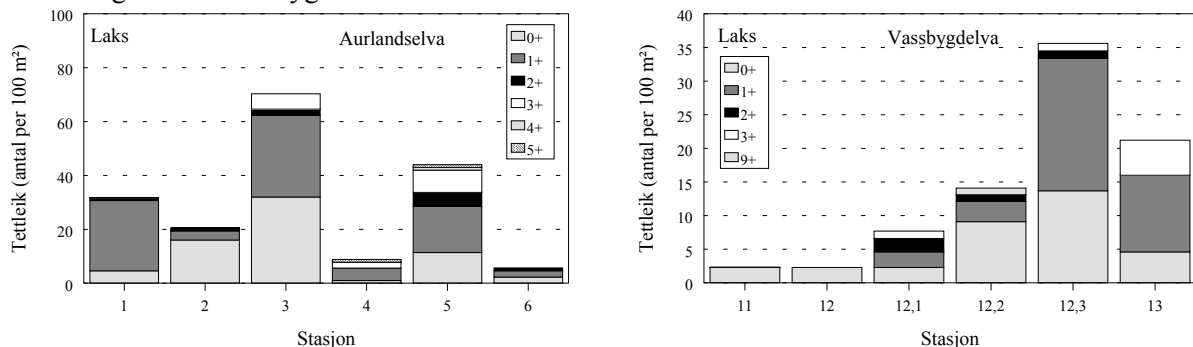 Laks
Aurlandselva
Tettleik (antal per 100 m²)
100
80
60
40
20
0
0+
1+
2+
3+
4+
5+
1 2 3 4 5 6
Stasjon
Laks
Vassbygdelva
Tettleik (antal per 100 m²)
40
35
30
25
20
15
10
5
0
0+
1+
2+
3+
9+
11 12 12,1 12,2 12,3 13
Stasjon